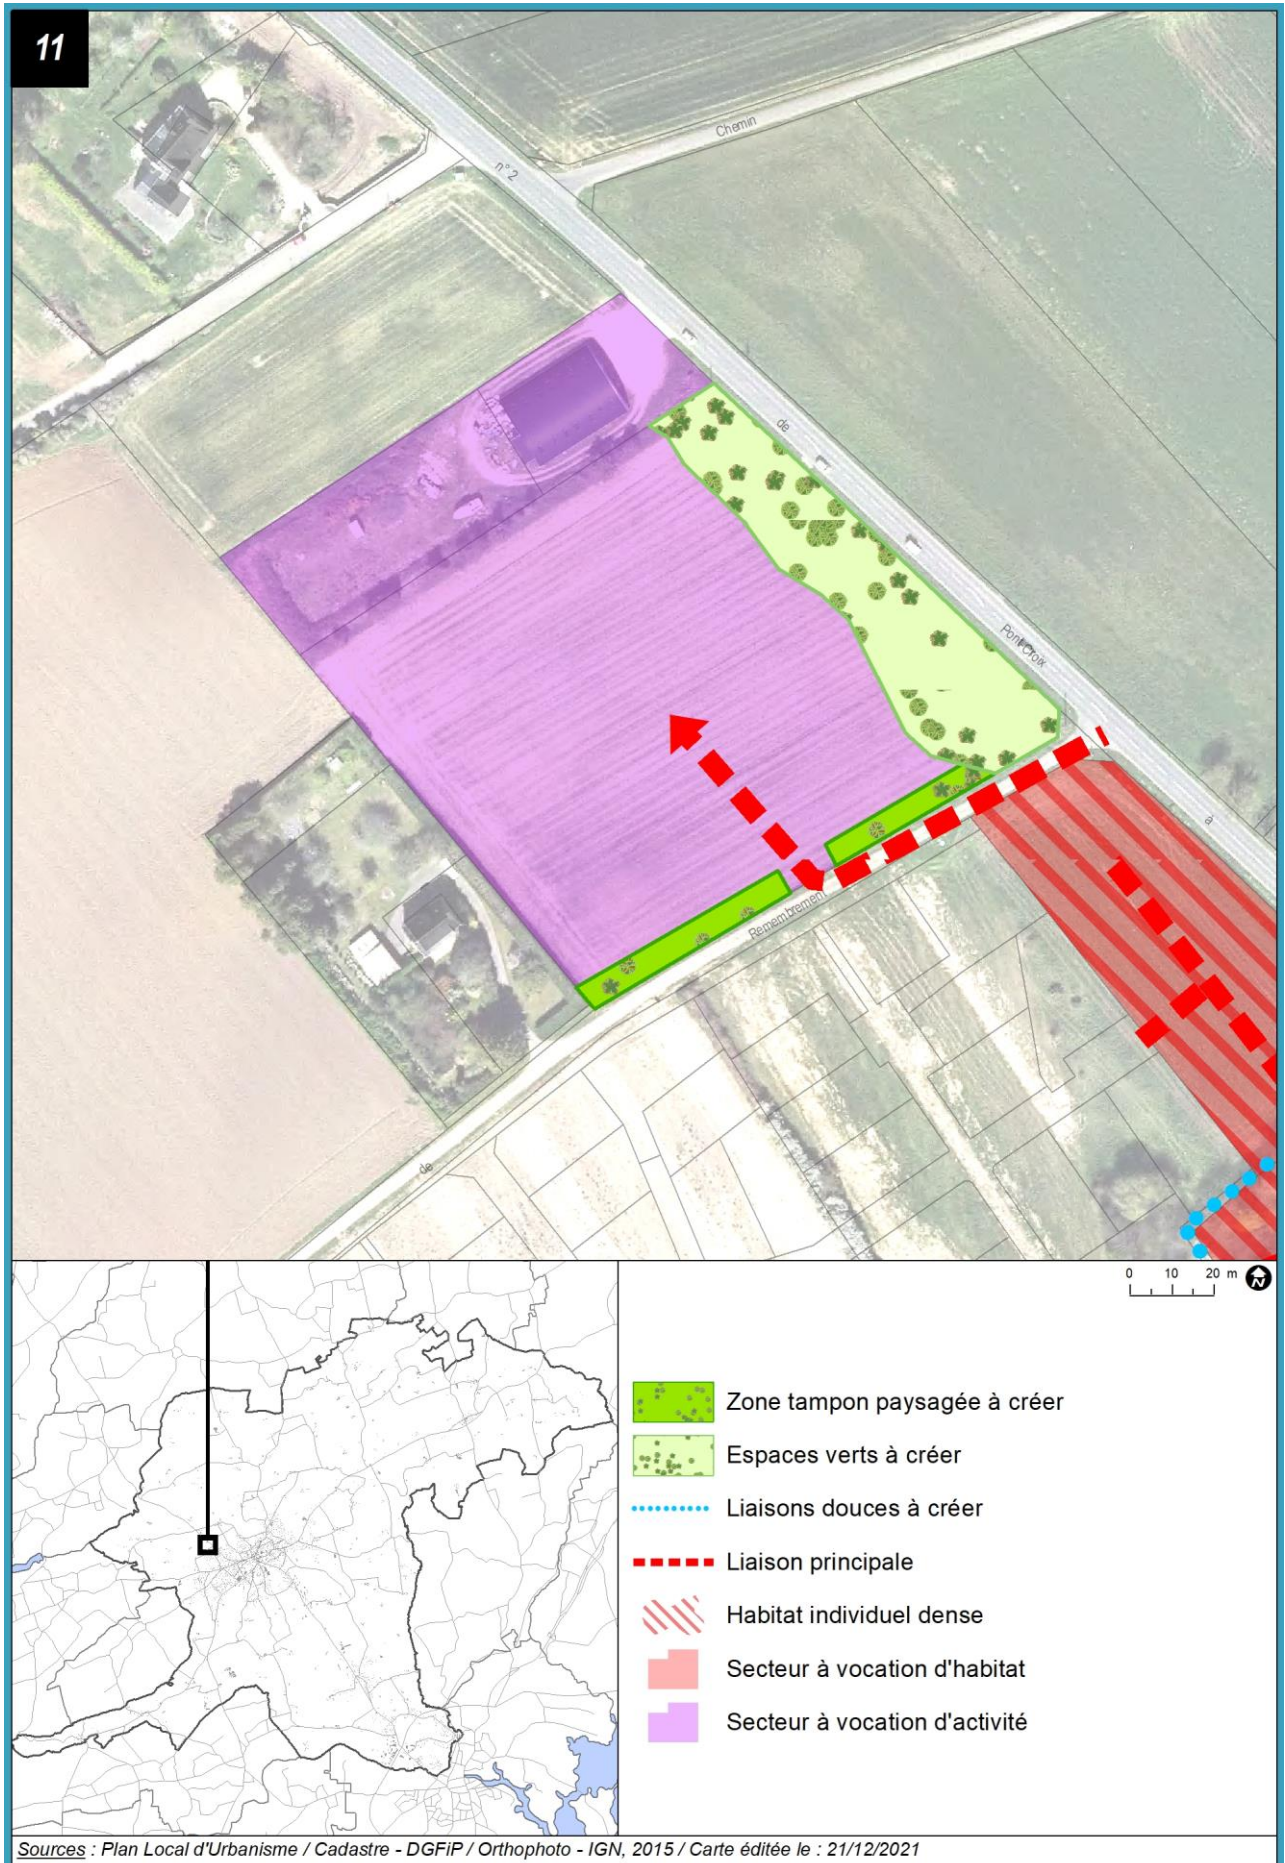 11
Chemin
n° 2
de
Pont Croix
à
Remembrement
de
0 10 20 m
N
Zone tampon paysagée à créer
Espaces verts à créer
Liaisons douces à créer
Liaison principale
Habitat individuel dense
Secteur à vocation d'habitat
Secteur à vocation d'activité
Sources : Plan Local d'Urbanisme / Cadastre - DGFiP / Orthophoto - IGN, 2015 / Carte éditée le : 21/12/2021